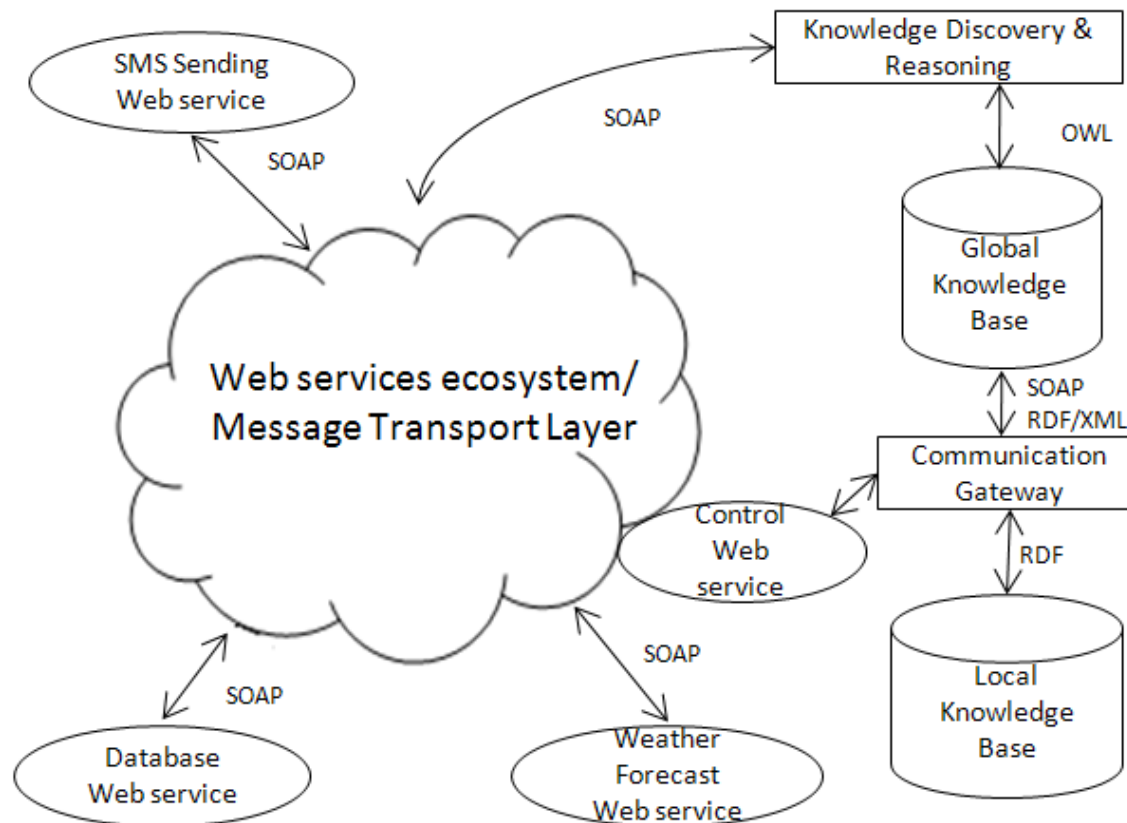 Knowledge Discovery &
Reasoning
SMS Sending
Web service
SOAP
SOAP
OWL
Global
Knowledge
Base
Web services ecosystem/
Message Transport Layer
SOAP
RDF/XML
Communication
Gateway
Control
Web
service
RDF
SOAP
SOAP
Local
Knowledge
Base
Database
Web service
Weather
Forecast
Web service